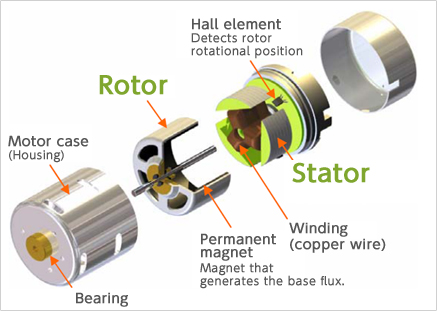 Hall element
Detects rotor
rotational position
Rotor
Motor case
(Housing)
Stator
Winding
(copper wire)
Permanent
magnet
Magnet that
generates the base flux.
Bearing